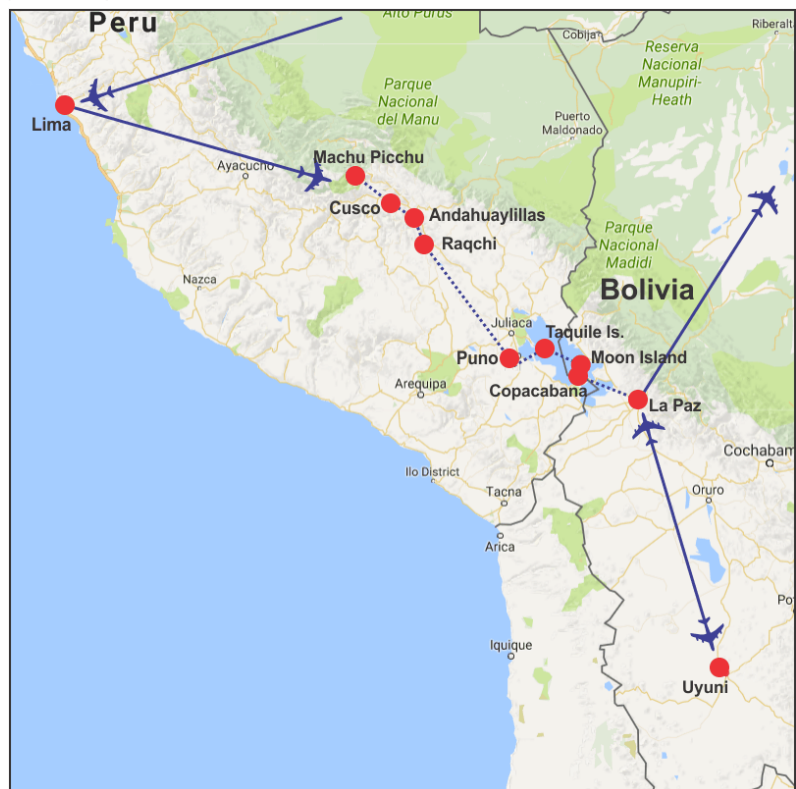 Peru
Alto Purus
Cobija
Riberalta
Reserva
Nacional
Manupiri-
Heath
Parque
Nacional
del Manu
Puerto
Maldonado
Lima
Machu Picchu
Ayacucho
Cusco
Andahuaylillas
Raqchi
Parque
Nacional
Madidi
Nazca
Bolivia
Juliaca
Taquile Is.
Puno
Moon Island
Arequipa
Copacabana
La Paz
Cochabam
Ilo District
Oruro
Tacna
Arica
Po
Iquique
Uyuni